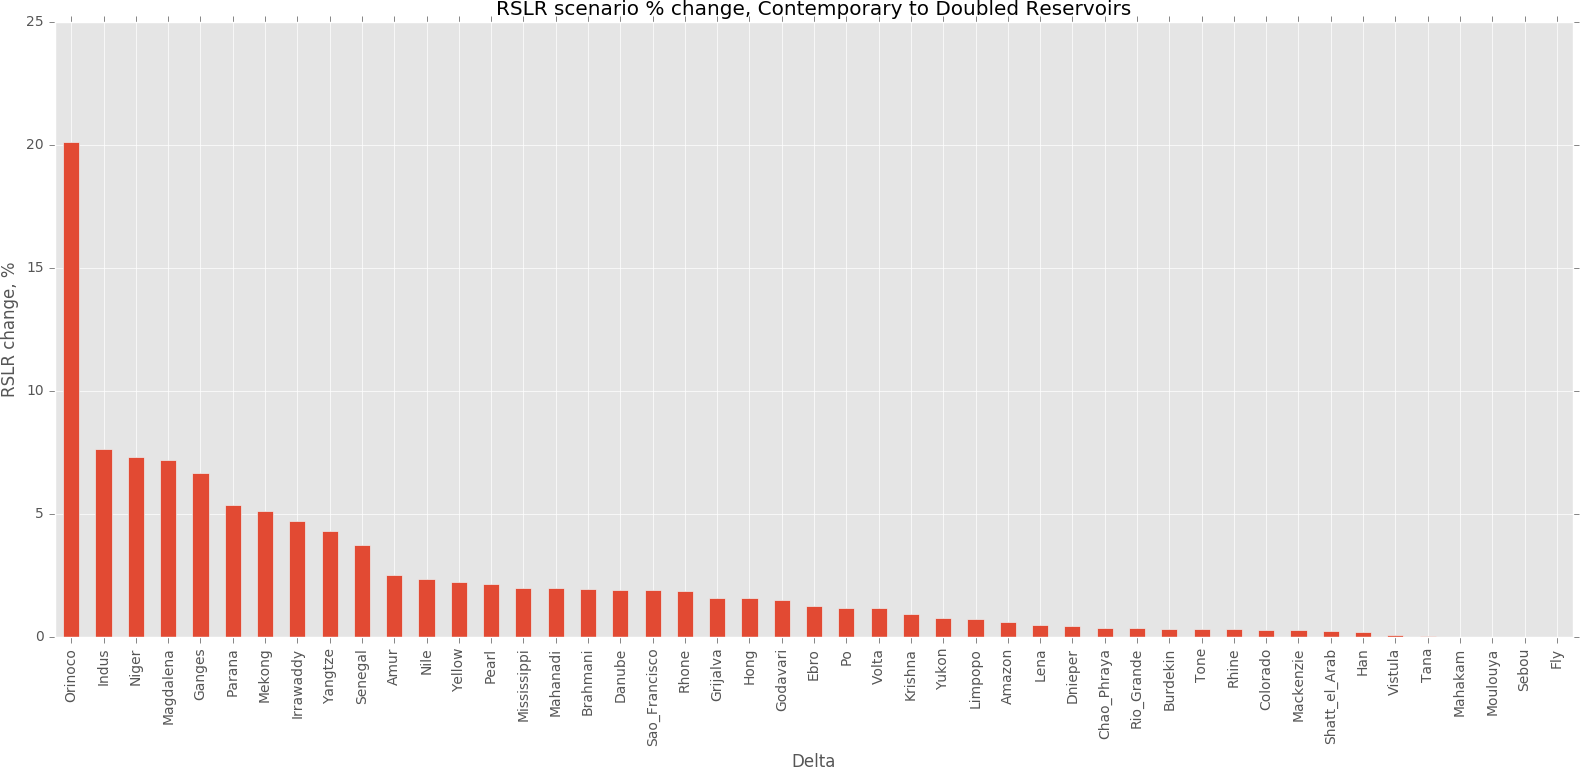 RSLR scenario % change, Contemporary to Doubled Reservoirs
25
20
15
10
5
0
RSLR change, %
Orinoco
Indus
Niger
Magdalena
Ganges
Parana
Mekong
Irrawaddy
Yangtze
Senegal
Amur
Nile
Yellow
Pearl
Mississippi
Mahanadi
Brahmani
Danube
Sao_Francisco
Rhone
Grijalva
Hong
Godavari
Ebro
Po
Volta
Krishna
Yukon
Limpopo
Amazon
Lena
Dnieper
Chao_Phraya
Rio_Grande
Burdekin
Tone
Rhine
Colorado
Mackenzie
Shatt_el_Arab
Han
Vistula
Tana
Mahakam
Moulouya
Sebou
Fly
Delta